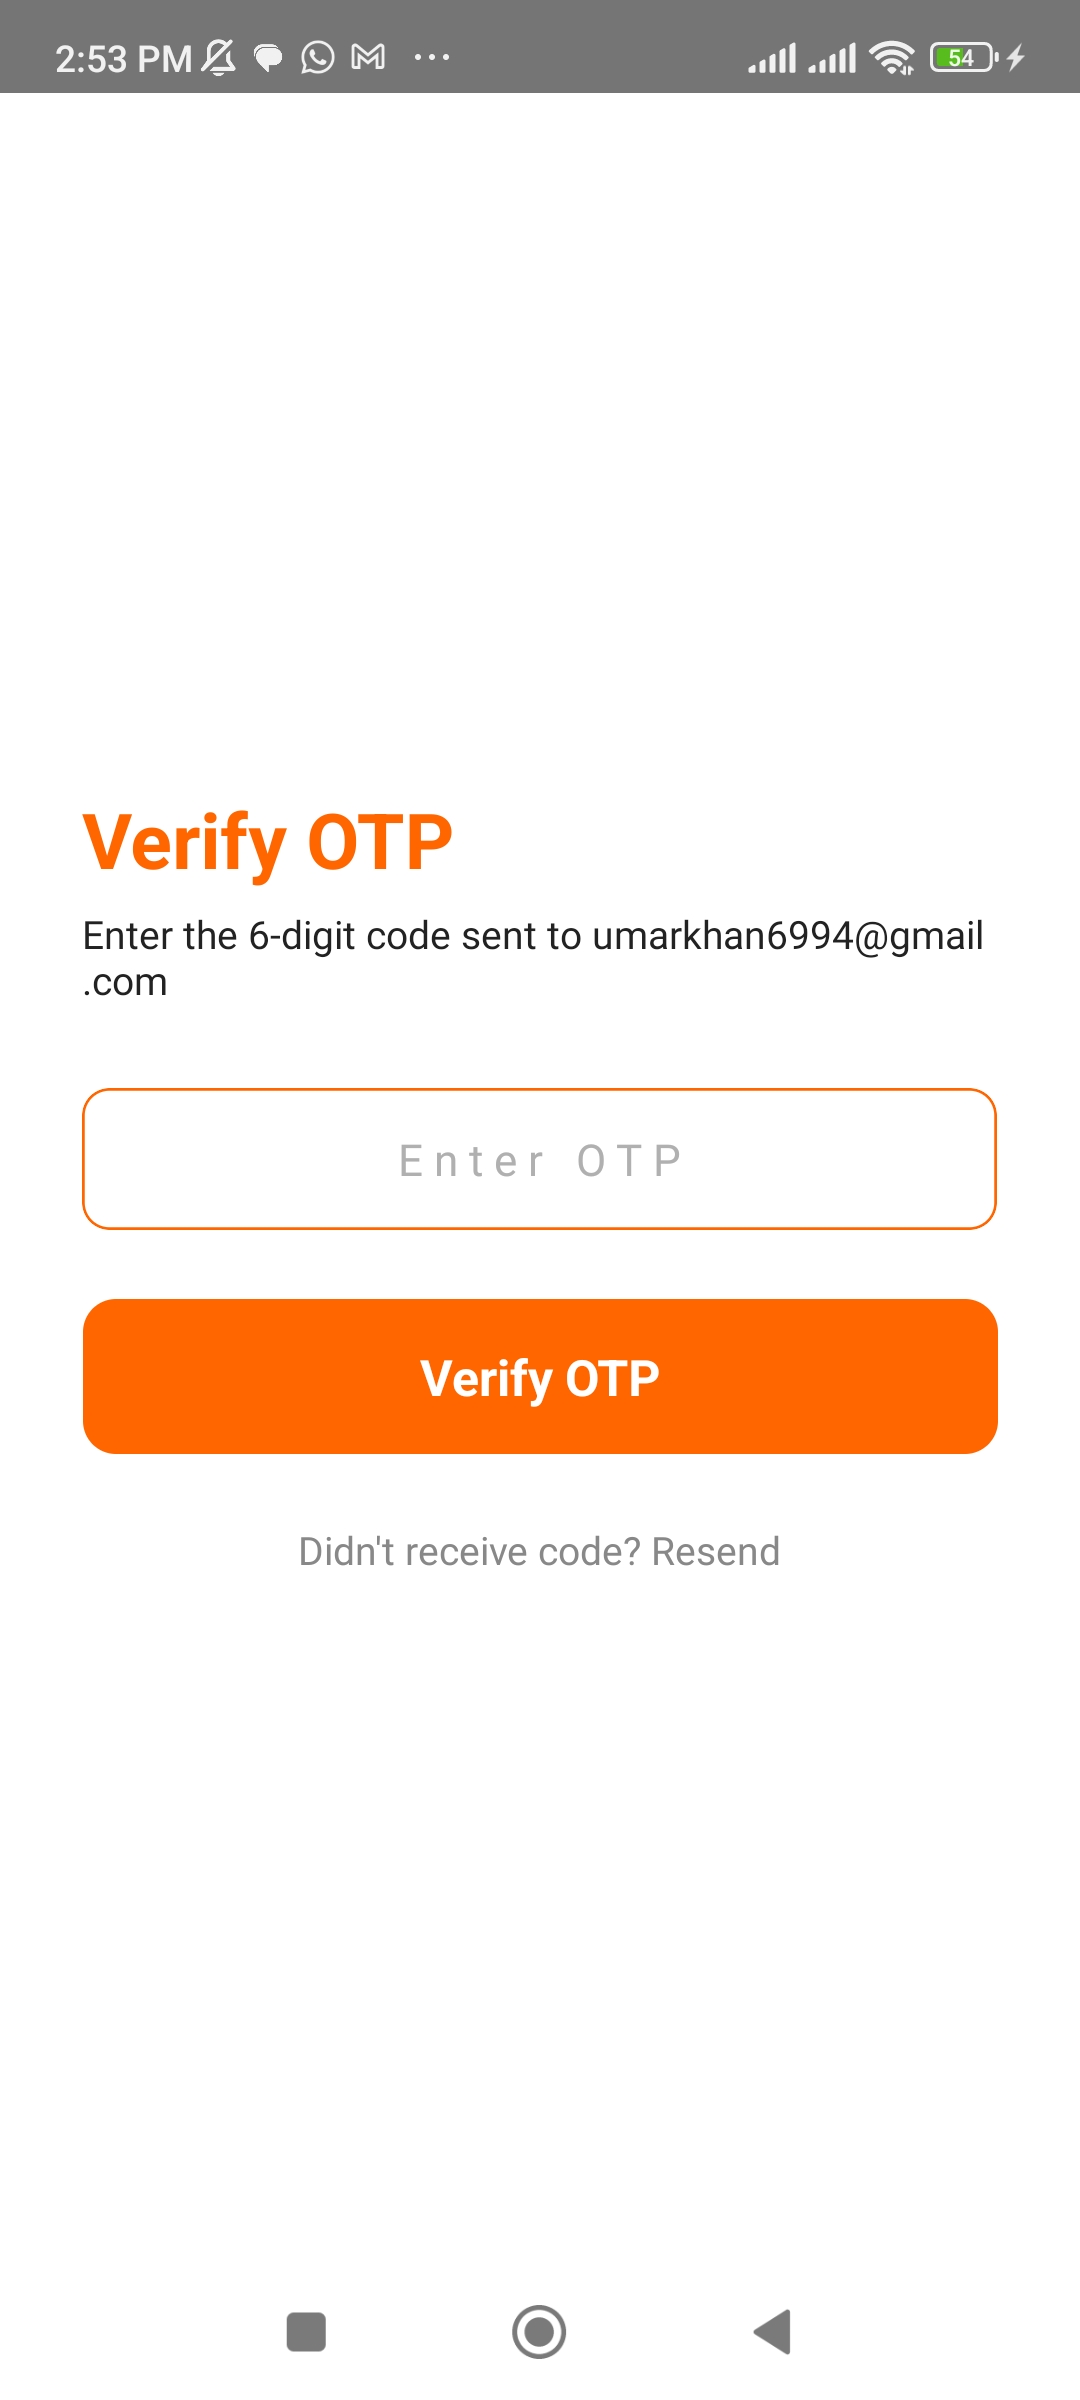 2:53 PM
54
Verify OTP
Enter the 6-digit code sent to umarkhan6994@gmail
.com
Enter OTP
Verify OTP
Didn't receive code? Resend